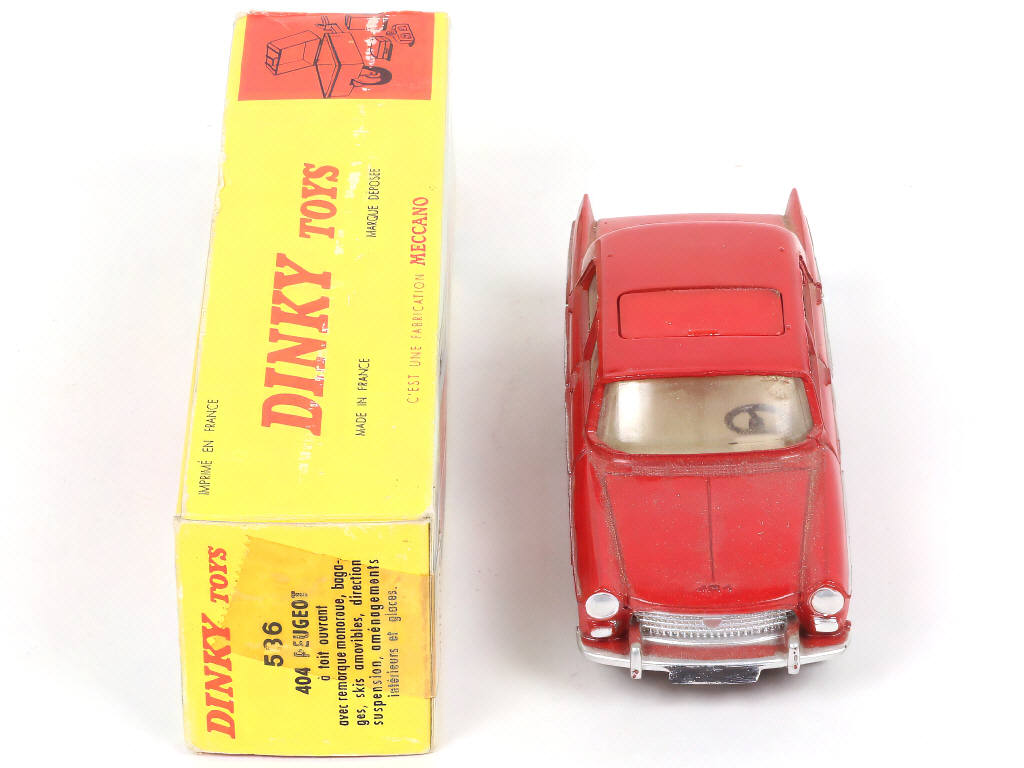 DINKY TOYS
IMPRIMÉ EN FRANCE
MADE IN FRANCE
MARQUE DÉPOSÉE
C'EST UNE FABRICATION MECCANO
DINKY TOYS
536
404 PEUGEOT
à toit ouvrant
avec remorque monoroue, baga-
ges, skis amovibles, direction
suspension, aménagements
intérieurs et glaces.
404